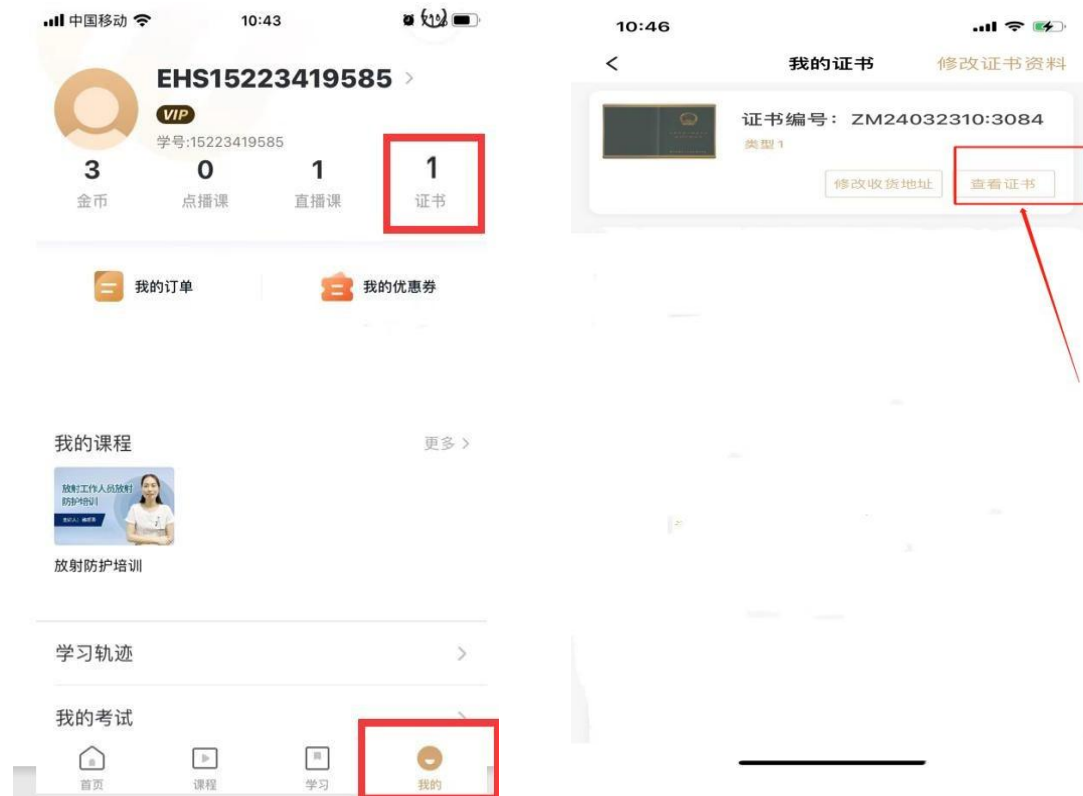 中国移动
10:43
EHS15223419585
VIP
学号:15223419585
3
0
1
1
金币
点播课
直播课
证书
我的订单
我的优惠券
我的课程
更多
放射工作人员放射
防护培训
放射防护培训
学习轨迹
我的考试
首页
课程
学习
我的
10:46
我的证书
修改证书资料
证书编号：ZM24032310:3084
类型1
修改收货地址
查看证书